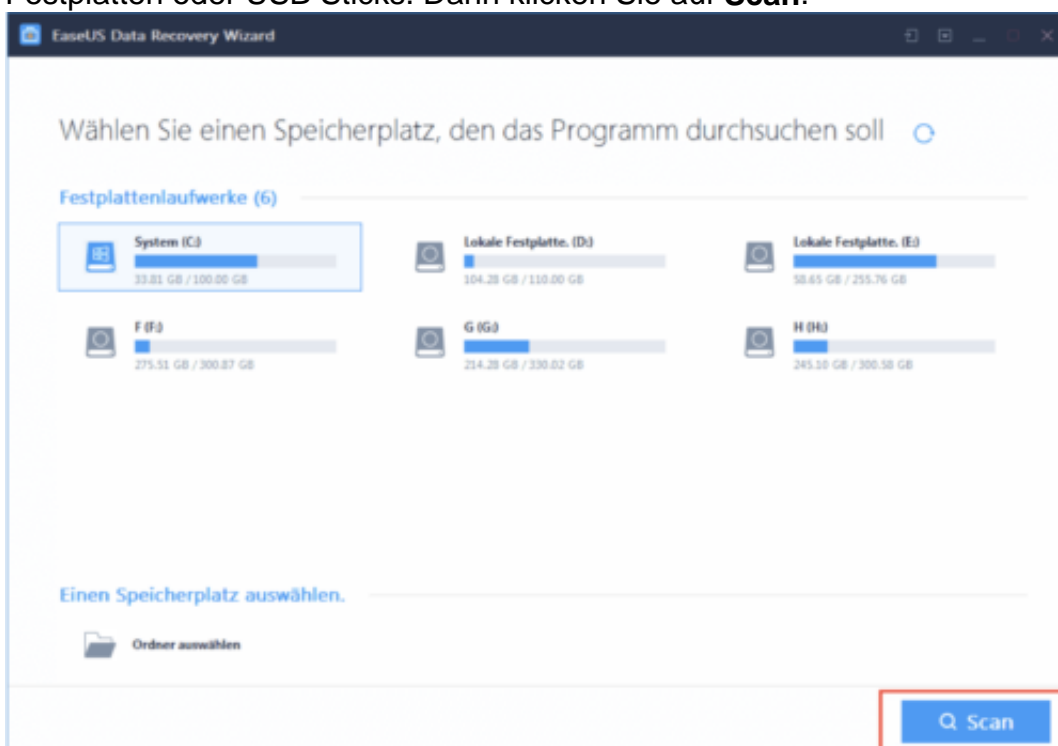 Festplatten oder USB Sticks. Dann klicken Sie auf Scan.
EaseUS Data Recovery Wizard
Wählen Sie einen Speicherplatz, den das Programm durchsuchen soll
Festplattenlaufwerke (6)
System (C:)
33.81 GB / 100.00 GB
Lokale Festplatte. (D:)
104.28 GB / 110.00 GB
Lokale Festplatte. (E:)
58.65 GB / 255.76 GB
F (F:)
275.51 GB / 300.87 GB
G (G:)
214.28 GB / 330.02 GB
H (H:)
245.10 GB / 300.58 GB
Einen Speicherplatz auswählen.
Ordner auswählen
Scan